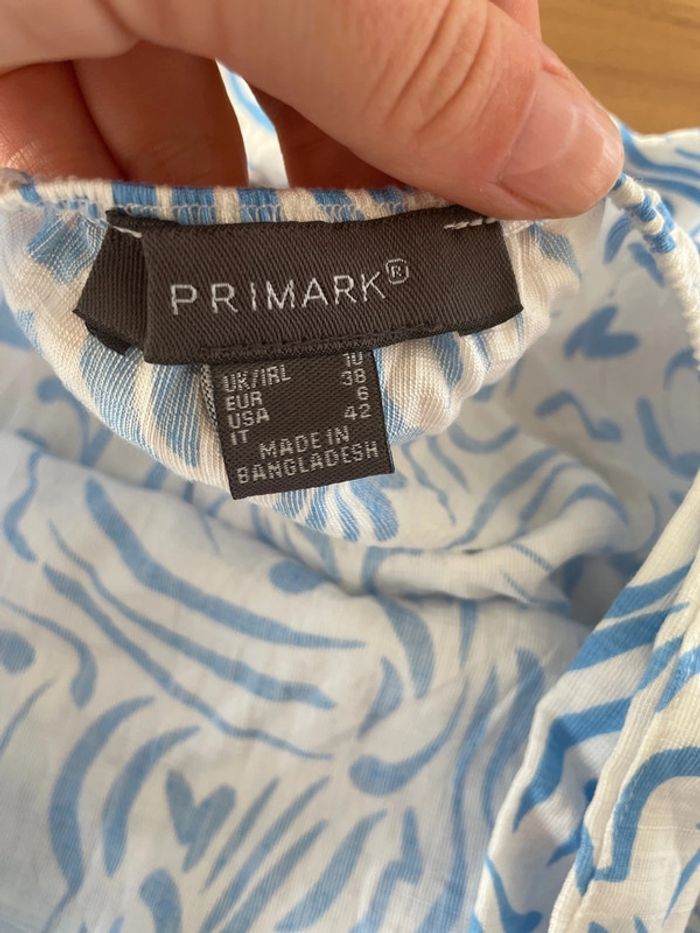 PRIMARK®
UK/IRL 10
EUR 38
USA 6
IT 42
MADE IN
BANGLADESH